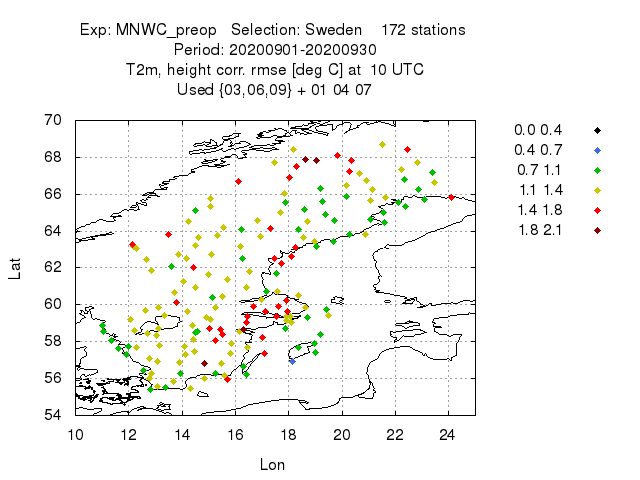 Exp: MNWC_preop Selection: Sweden 172 stations
Period: 20200901-20200930
T2m, height corr. rmse [deg C] at 10 UTC
Used {03,06,09} + 01 04 07
70
68
66
64
62
60
58
56
54
Lat
10 12 14 16 18 20 22 24
Lon
0.0 0.4
0.4 0.7
0.7 1.1
1.1 1.4
1.4 1.8
1.8 2.1